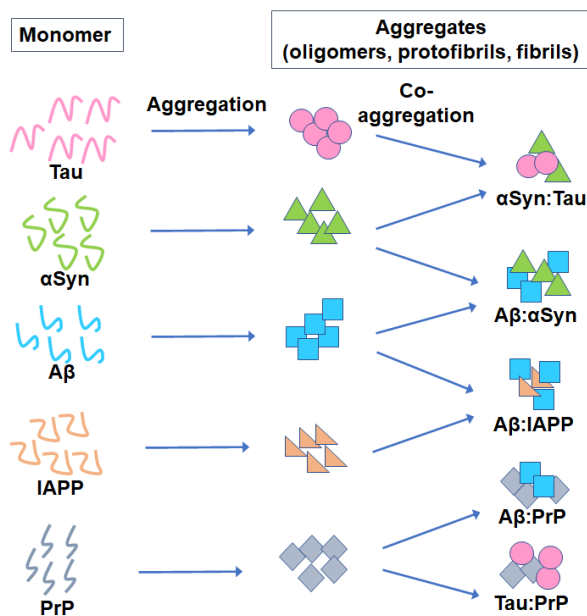 Monomer
Aggregates
(oligomers, protofibrils, fibrils)
Aggregation
Co-
aggregation
Tau
αSyn:Tau
αSyn
Aβ:αSyn
Aβ
Aβ:IAPP
IAPP
Aβ:PrP
PrP
Tau:PrP